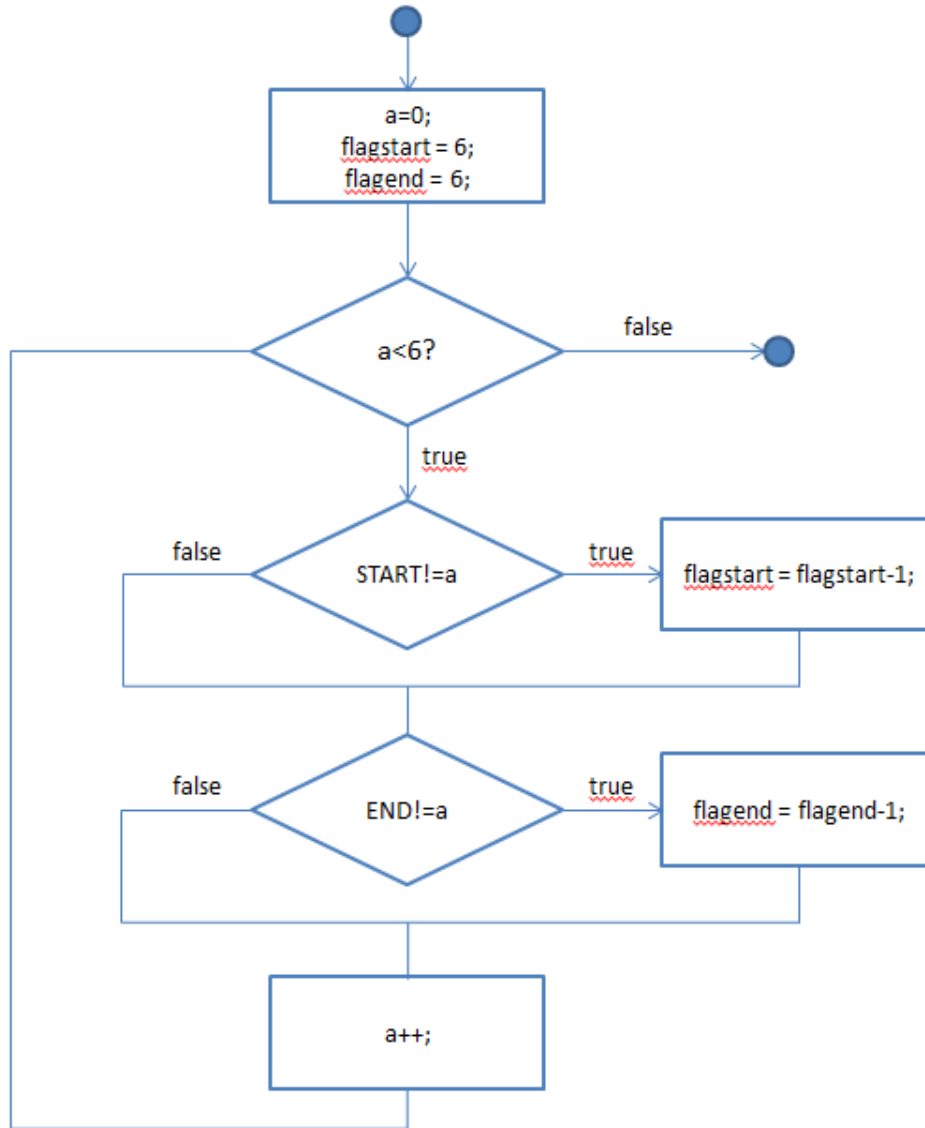 a=0;
flagstart = 6;
flagend = 6;
a<6?
false
true
false
START!=a
true
flagstart = flagstart-1;
false
END!=a
true
flagend = flagend-1;
a++;